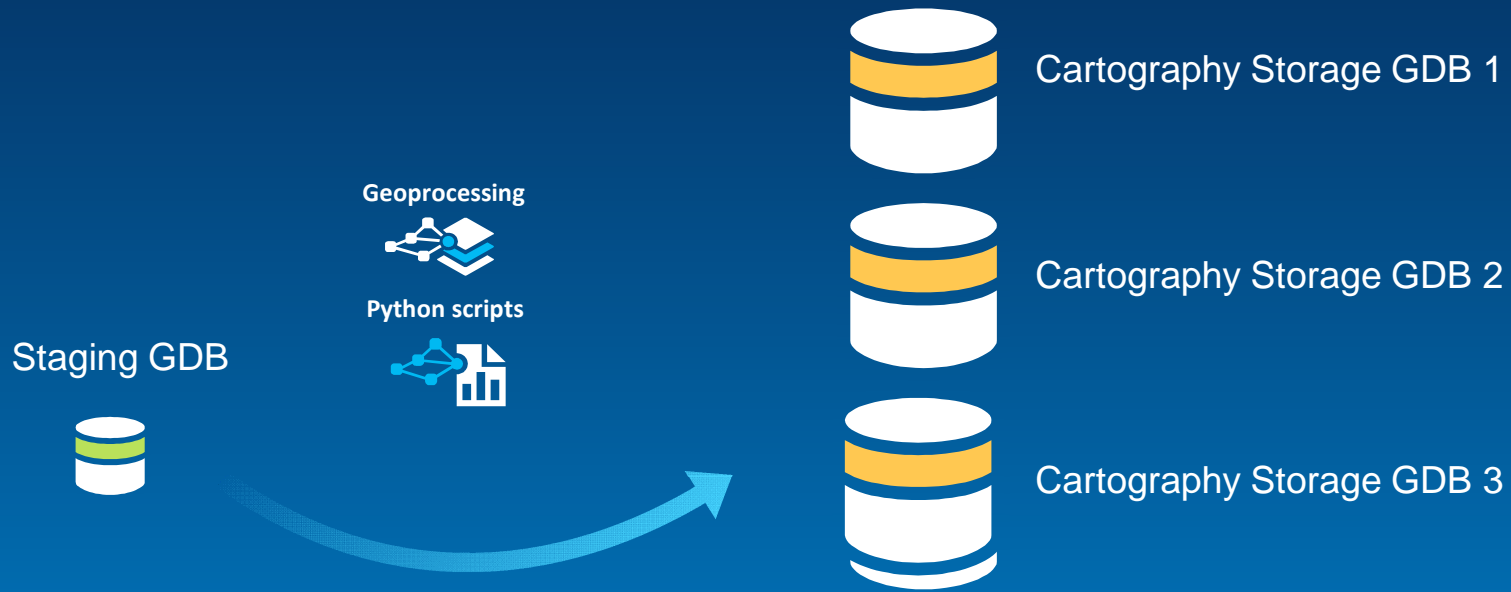 Cartography Storage GDB 1
Geoprocessing
Cartography Storage GDB 2
Python scripts
Staging GDB
Cartography Storage GDB 3